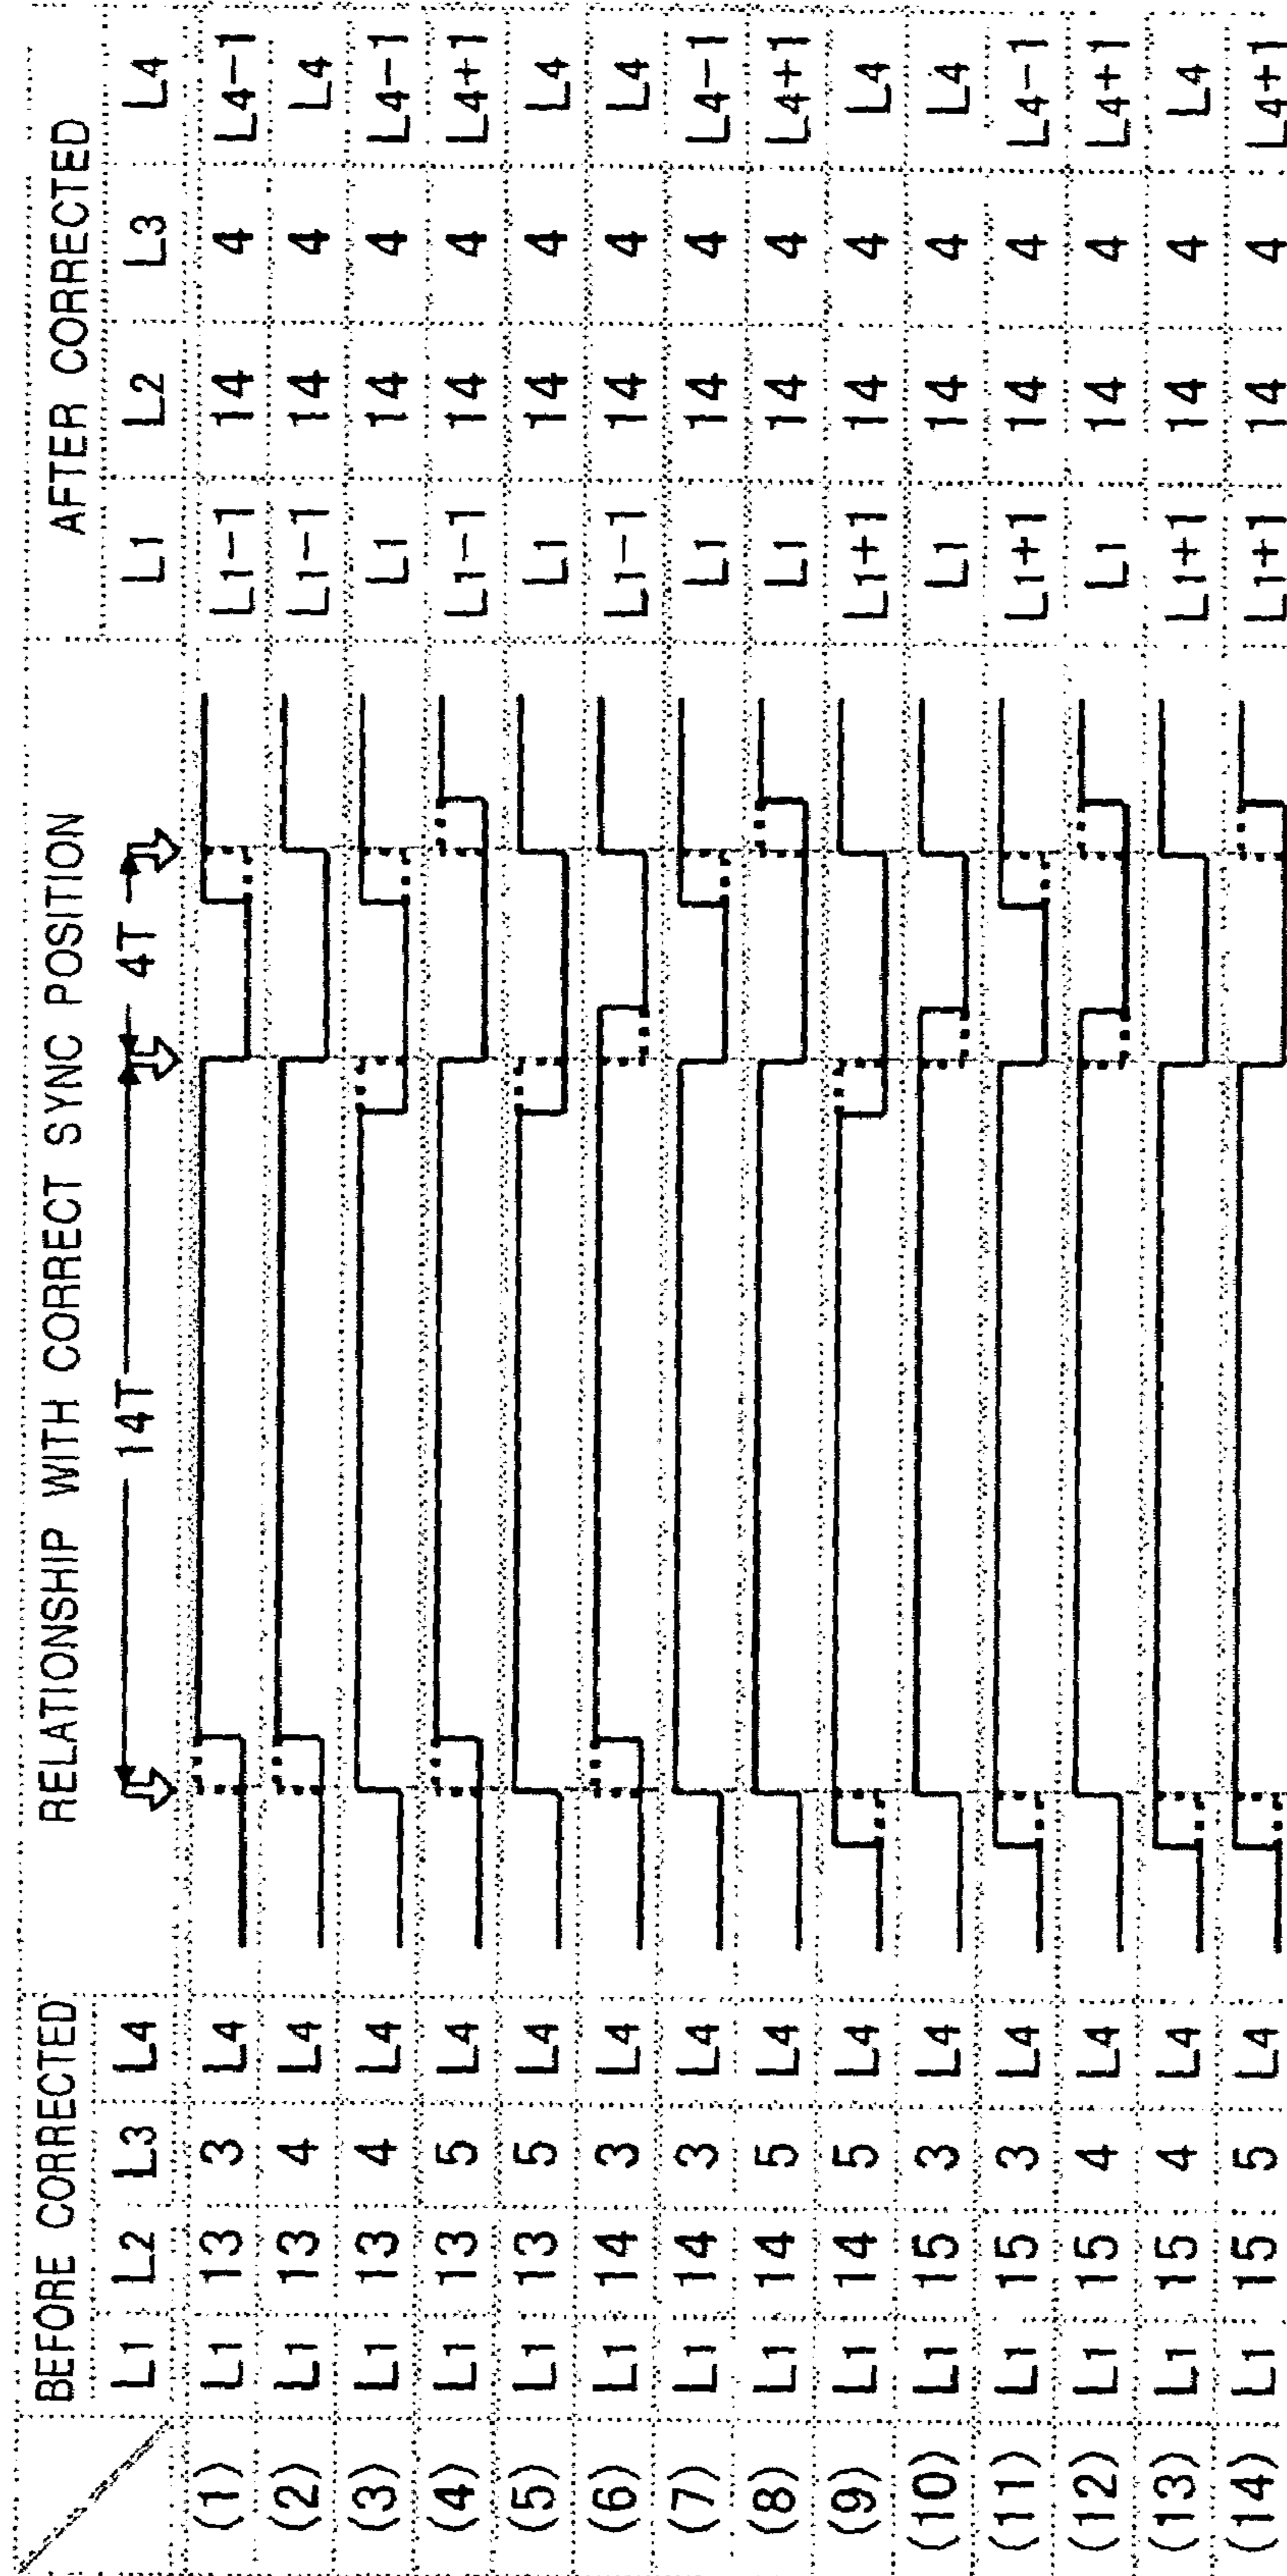 BEFORE CORRECTED RELATIONSHIP WITH CORRECT SYNC POSITION AFTER CORRECTED
L1 L2 L3 L4 14T 4T L1 L2 L3 L4
(1) L1 13 3 L4 L1-1 14 4 L4-1
(2) L1 13 4 L4 L1-1 14 4 L4
(3) L1 13 4 L4 L1 14 4 L4-1
(4) L1 13 5 L4 L1-1 14 4 L4+1
(5) L1 13 5 L4 L1 14 4 L4
(6) L1 14 3 L4 L1-1 14 4 L4
(7) L1 14 3 L4 L1 14 4 L4-1
(8) L1 14 5 L4 L1 14 4 L4+1
(9) L1 14 5 L4 L1+1 14 4 L4
(10) L1 15 3 L4 L1 14 4 L4
(11) L1 15 3 L4 L1+1 14 4 L4-1
(12) L1 15 4 L4 L1 14 4 L4+1
(13) L1 15 4 L4 L1+1 14 4 L4
(14) L1 15 5 L4 L1+1 14 4 L4+1